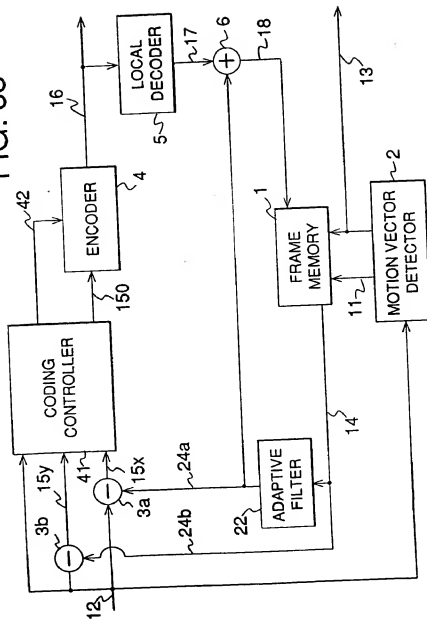 FIG.
42
16
CODING
CONTROLLER
ENCODER
LOCAL
DECODER
4
5
17
6
+
18
150
15y
41
15x
3b
−
−
3a
24a
24b
12
22
ADAPTIVE
FILTER
14
1
FRAME
MEMORY
11
13
2
MOTION VECTOR
DETECTOR